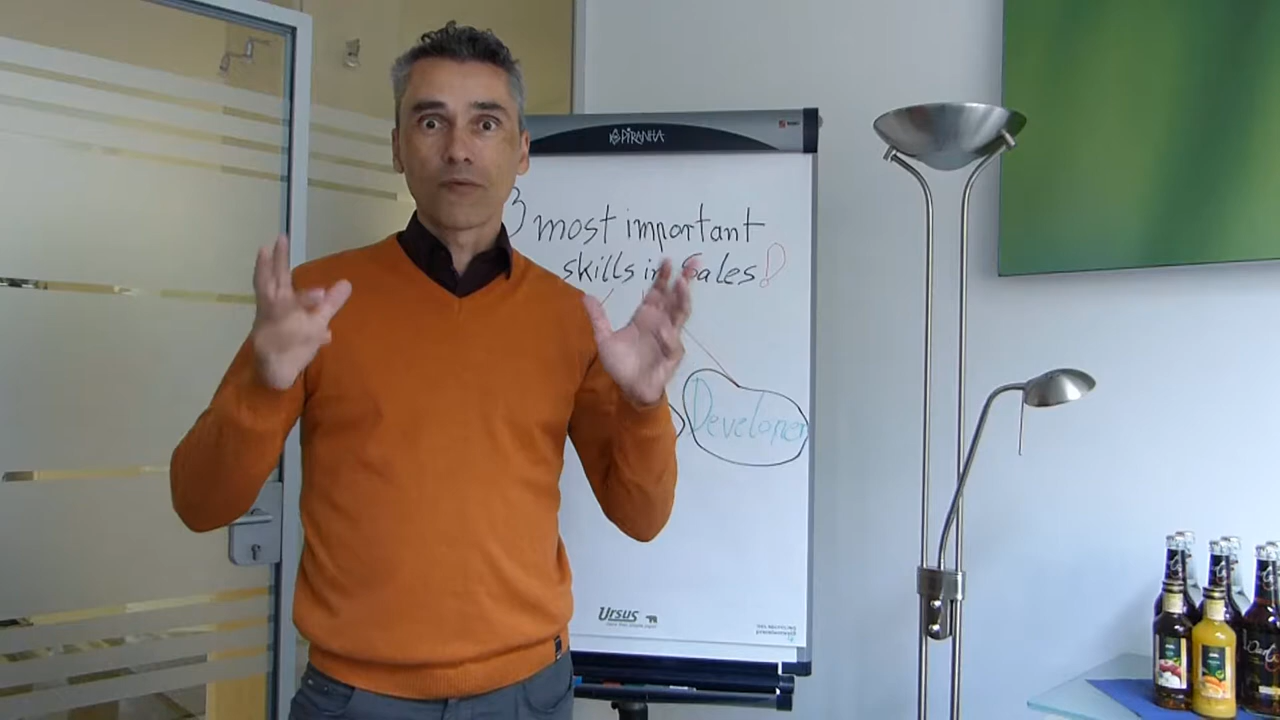 PIRANHA
3 most important
skills in Sales!
Developer
Ursus